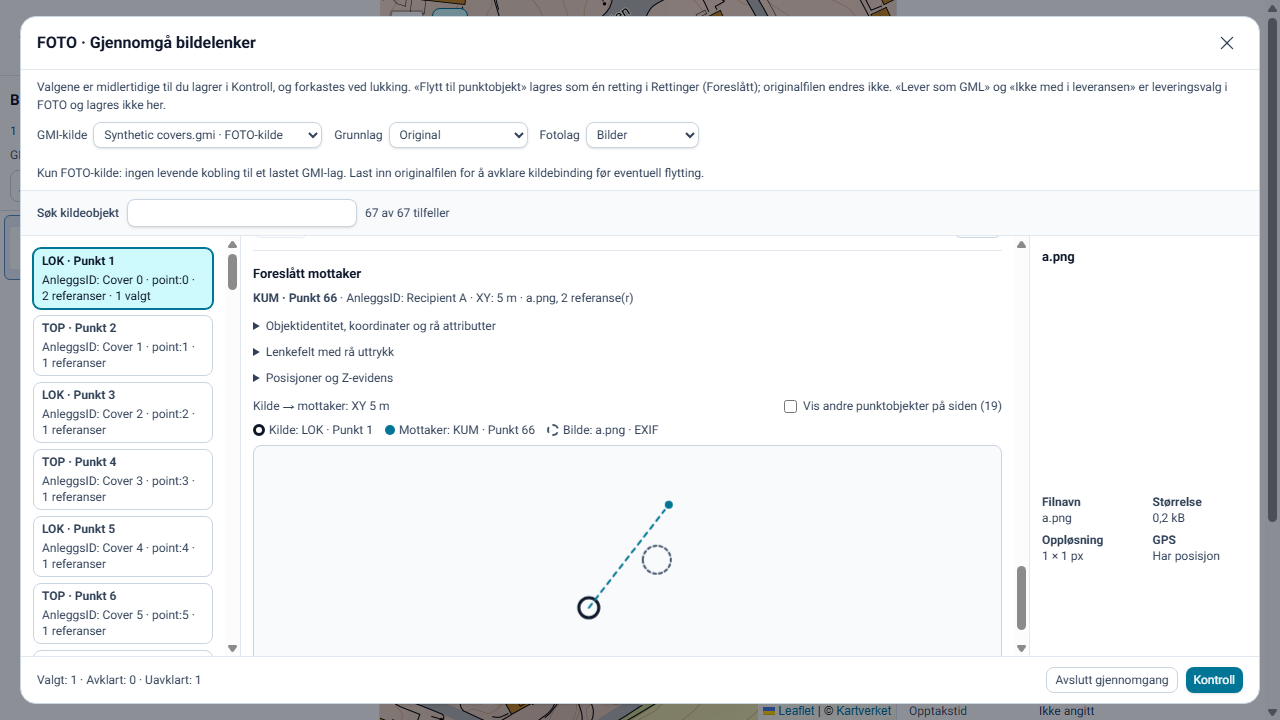 FOTO · Gjennomgå bildelenker
Valgene er midlertidige til du lagrer i Kontroll, og forkastes ved lukking. «Flytt til punktobjekt» lagres som én retting i Rettinger (Foreslått); originalfilen endres ikke. «Lever som GML» og «Ikke med i leveransen» er leveringsvalg i
FOTO og lagres ikke her.
GMI-kilde Synthetic covers.gmi · FOTO-kilde Grunnlag Original Fotolag Bilder
Kun FOTO-kilde: ingen levende kobling til et lastet GMI-lag. Last inn originalfilen for å avklare kildebinding før eventuell flytting.
Søk kildeobjekt 67 av 67 tilfeller
LOK · Punkt 1
AnleggsID: Cover 0 · point:0 ·
2 referanser · 1 valgt
TOP · Punkt 2
AnleggsID: Cover 1 · point:1 ·
1 referanser
LOK · Punkt 3
AnleggsID: Cover 2 · point:2 ·
1 referanser
TOP · Punkt 4
AnleggsID: Cover 3 · point:3 ·
1 referanser
LOK · Punkt 5
AnleggsID: Cover 4 · point:4 ·
1 referanser
TOP · Punkt 6
AnleggsID: Cover 5 · point:5 ·
1 referanser
Foreslått mottaker
KUM · Punkt 66 · AnleggsID: Recipient A · XY: 5 m · a.png, 2 referanse(r)
Objektidentitet, koordinater og rå attributter
Lenkefelt med rå uttrykk
Posisjoner og Z-evidens
Kilde → mottaker: XY 5 m
Vis andre punktobjekter på siden (19)
Kilde: LOK · Punkt 1 Mottaker: KUM · Punkt 66 Bilde: a.png · EXIF
a.png
Filnavn Størrelse
a.png 0,2 kB
Oppløsning GPS
1 × 1 px Har posisjon
Valgt: 1 · Avklart: 0 · Uavklart: 1
Avslutt gjennomgang Kontroll
Leaflet | © Kartverket Opptakstid Ikke angitt